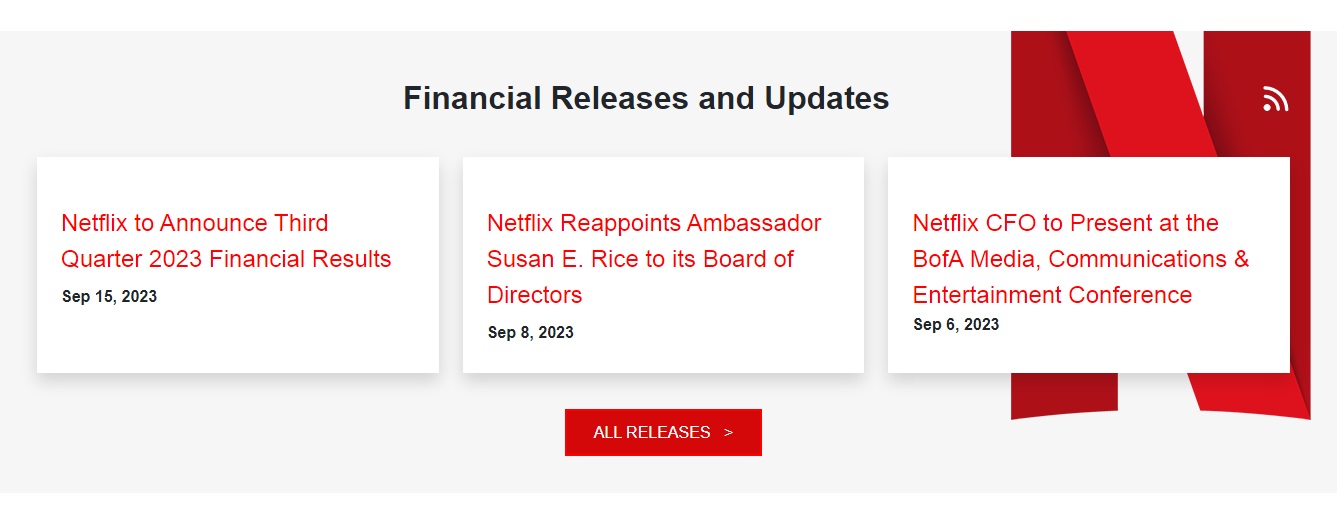 Financial Releases and Updates
Netflix to Announce Third
Quarter 2023 Financial Results
Sep 15, 2023
Netflix Reappoints Ambassador
Susan E. Rice to its Board of
Directors
Sep 8, 2023
Netflix CFO to Present at the
BofA Media, Communications &
Entertainment Conference
Sep 6, 2023
ALL RELEASES >